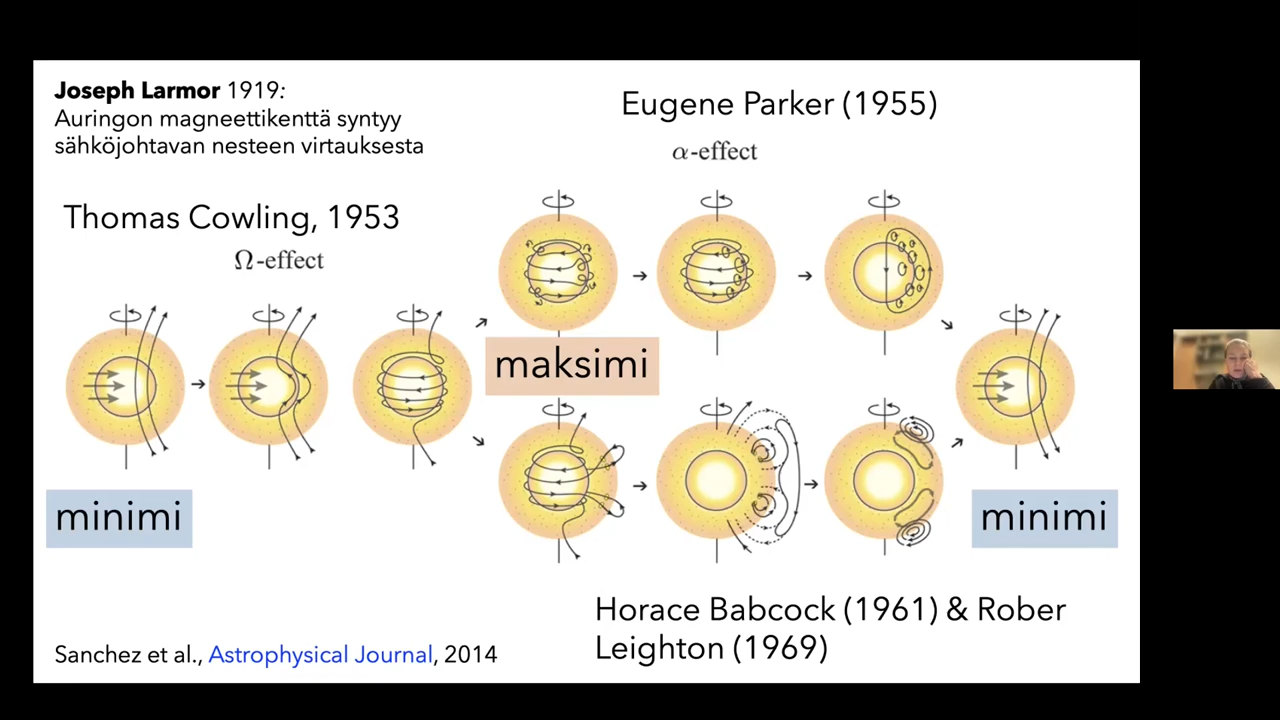 Joseph Larmor 1919:
Auringon magneettikenttä syntyy
sähköjohtavan nesteen virtauksesta
Eugene Parker (1955)
α-effect
Thomas Cowling, 1953
Ω-effect
maksimi
minimi
minimi
Horace Babcock (1961) & Rober
Leighton (1969)
Sanchez et al., Astrophysical Journal, 2014